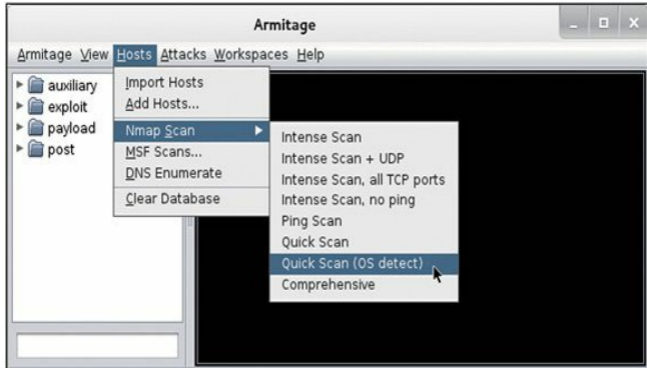 Armitage
Armitage View Hosts Attacks Workspaces Help
auxiliary
exploit
payload
post
Import Hosts
Add Hosts...
Nmap Scan
MSF Scans...
DNS Enumerate
Clear Database
Intense Scan
Intense Scan + UDP
Intense Scan, all TCP ports
Intense Scan, no ping
Ping Scan
Quick Scan
Quick Scan (OS detect)
Comprehensive